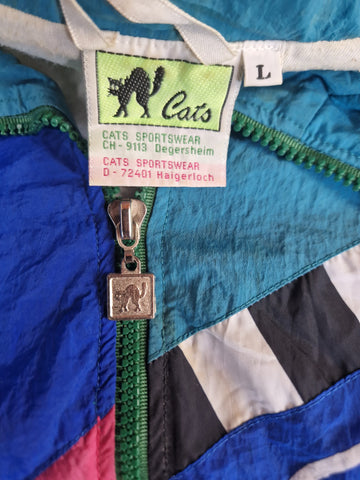 Cats
L
CATS SPORTSWEAR
CH - 9113 Degersheim
CATS SPORTSWEAR
D - 72401 Haigerloch